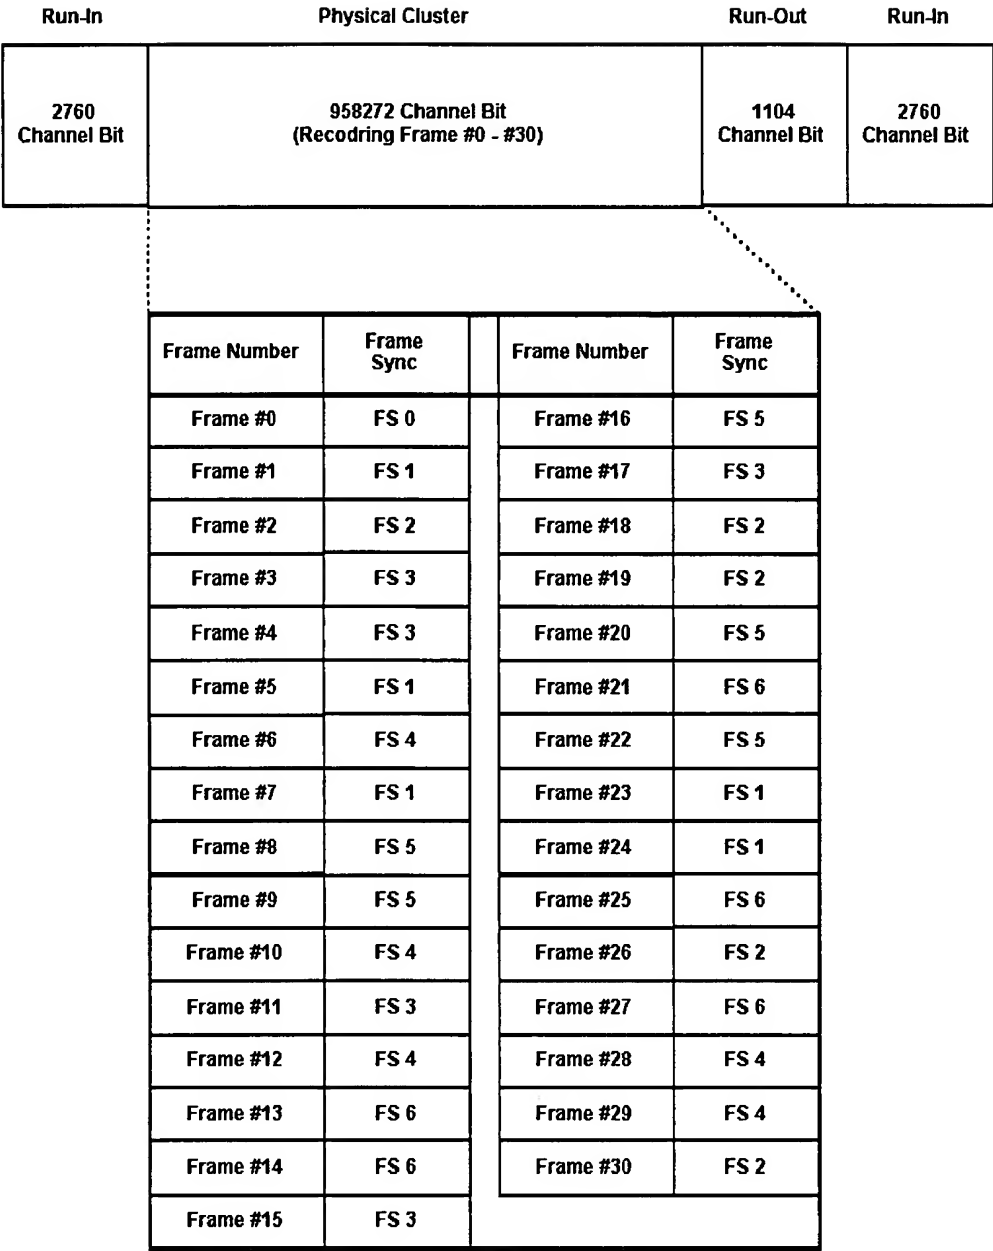 Run-In Physical Cluster Run-Out Run-In
2760
Channel Bit
958272 Channel Bit
(Recodring Frame #0 - #30)
1104
Channel Bit
2760
Channel Bit
Frame Number Frame Sync Frame Number Frame Sync
Frame #0 FS 0 Frame #16 FS 5
Frame #1 FS 1 Frame #17 FS 3
Frame #2 FS 2 Frame #18 FS 2
Frame #3 FS 3 Frame #19 FS 2
Frame #4 FS 3 Frame #20 FS 5
Frame #5 FS 1 Frame #21 FS 6
Frame #6 FS 4 Frame #22 FS 5
Frame #7 FS 1 Frame #23 FS 1
Frame #8 FS 5 Frame #24 FS 1
Frame #9 FS 5 Frame #25 FS 6
Frame #10 FS 4 Frame #26 FS 2
Frame #11 FS 3 Frame #27 FS 6
Frame #12 FS 4 Frame #28 FS 4
Frame #13 FS 6 Frame #29 FS 4
Frame #14 FS 6 Frame #30 FS 2
Frame #15 FS 3